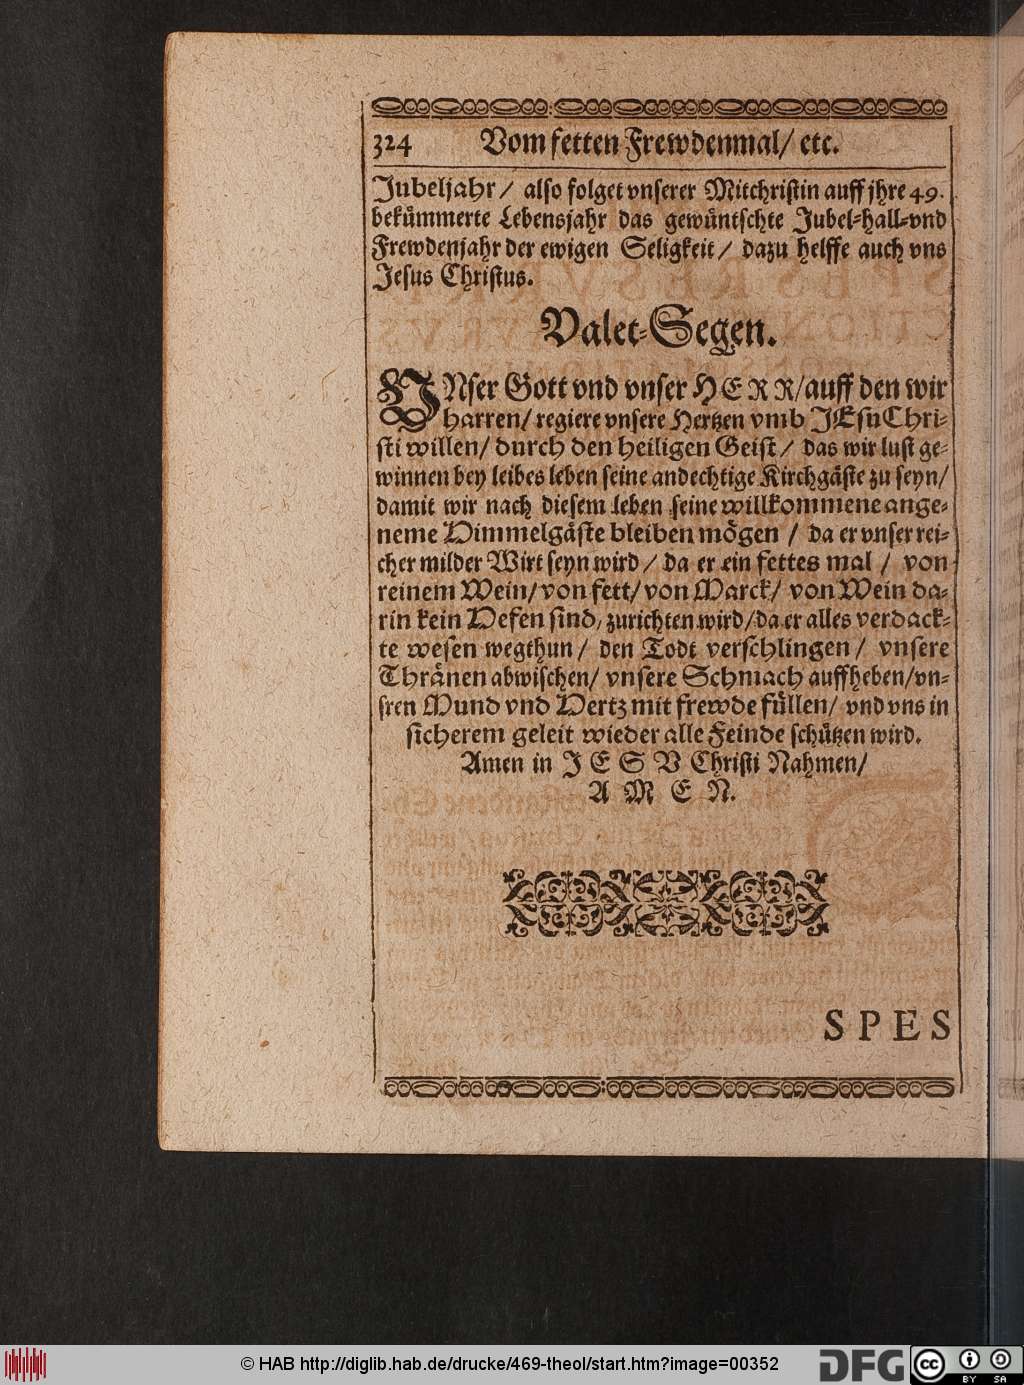 324 Vom fetten Frewdenmal/ etc.
Jubeljahr/ also folget vnserer Mitchristin auff jhre 49.
bekümmerte Lebensjahr das gewüntschte Jubel-hall-vnd
Frewdenjahr der ewigen Seligkeit/ dazu helffe auch vns
Jesus Christus.
Valet-Segen.
VNser Gott vnd vnser HERR/auff den wir
harren/ regiere vnsere Hertzen vmb JEsu Chri-
sti willen/ durch den heiligen Geist/ das wir lust ge-
winnen bey leibes leben seine andechtige Kirchgäste zu seyn/
damit wir nach diesem leben seine willkommene ange-
neme Himmelgäste bleiben mögen / da er vnser rei-
cher milder Wirt seyn wird/ da er ein fettes mal/ von
reinem Wein/ von fett/ von Marck/ von Wein da-
rin kein Hefen sind, zurichten wird/da er alles verdack-
te wesen wegthun/ den Todt verschlingen/ vnsere
Thränen abwischen/ vnsere Schmach auffheben/vn-
sren Mund vnd Hertz mit frewde füllen/ vnd vns in
sicherem geleit wieder alle Feinde schützen wird.
Amen in JESV Christi Nahmen/
AMEN.
SPES
© HAB http://diglib.hab.de/drucke/469-theol/start.htm?image=00352
DFG
cc BY SA